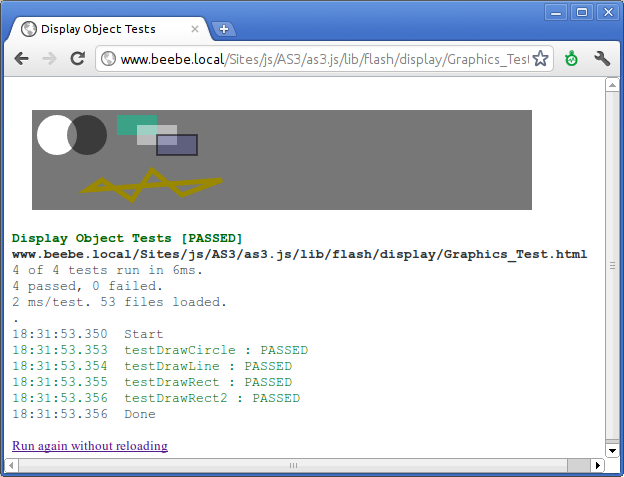 Display Object Tests
www.beebe.local/Sites/js/AS3/as3.js/lib/flash/display/Graphics_Test
Display Object Tests [PASSED]
www.beebe.local/Sites/js/AS3/as3.js/lib/flash/display/Graphics_Test.html
4 of 4 tests run in 6ms.
4 passed, 0 failed.
2 ms/test. 53 files loaded.
.
18:31:53.350 Start
18:31:53.353 testDrawCircle : PASSED
18:31:53.354 testDrawLine : PASSED
18:31:53.355 testDrawRect : PASSED
18:31:53.356 testDrawRect2 : PASSED
18:31:53.356 Done
Run again without reloading